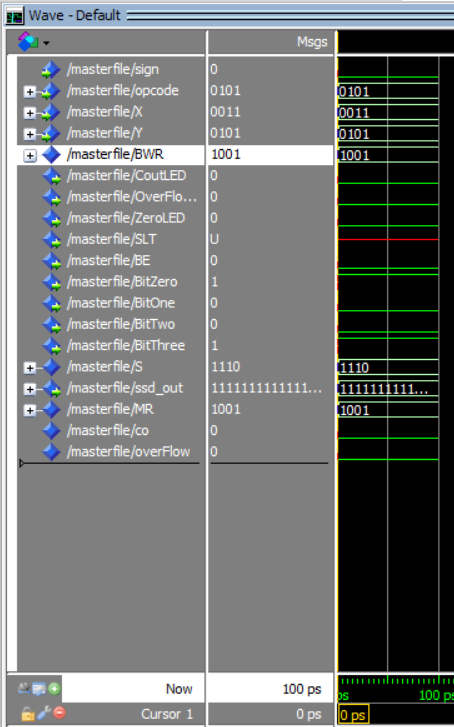 Wave - Default
Msgs
/masterfile/sign 0
/masterfile/opcode 0101 0101
/masterfile/X 0011 0011
/masterfile/Y 0101 0101
/masterfile/BWR 1001 1001
/masterfile/CoutLED 0
/masterfile/OverFlo... 0
/masterfile/ZeroLED 0
/masterfile/SLT U
/masterfile/BE 0
/masterfile/BitZero 1
/masterfile/BitOne 0
/masterfile/BitTwo 0
/masterfile/BitThree 1
/masterfile/S 1110 1110
/masterfile/ssd_out 1111111111111... 1111111111...
/masterfile/MR 1001 1001
/masterfile/co 0
/masterfile/overFlow 0
Now 100 ps ps 100 ps
Cursor 1 0 ps 0 ps